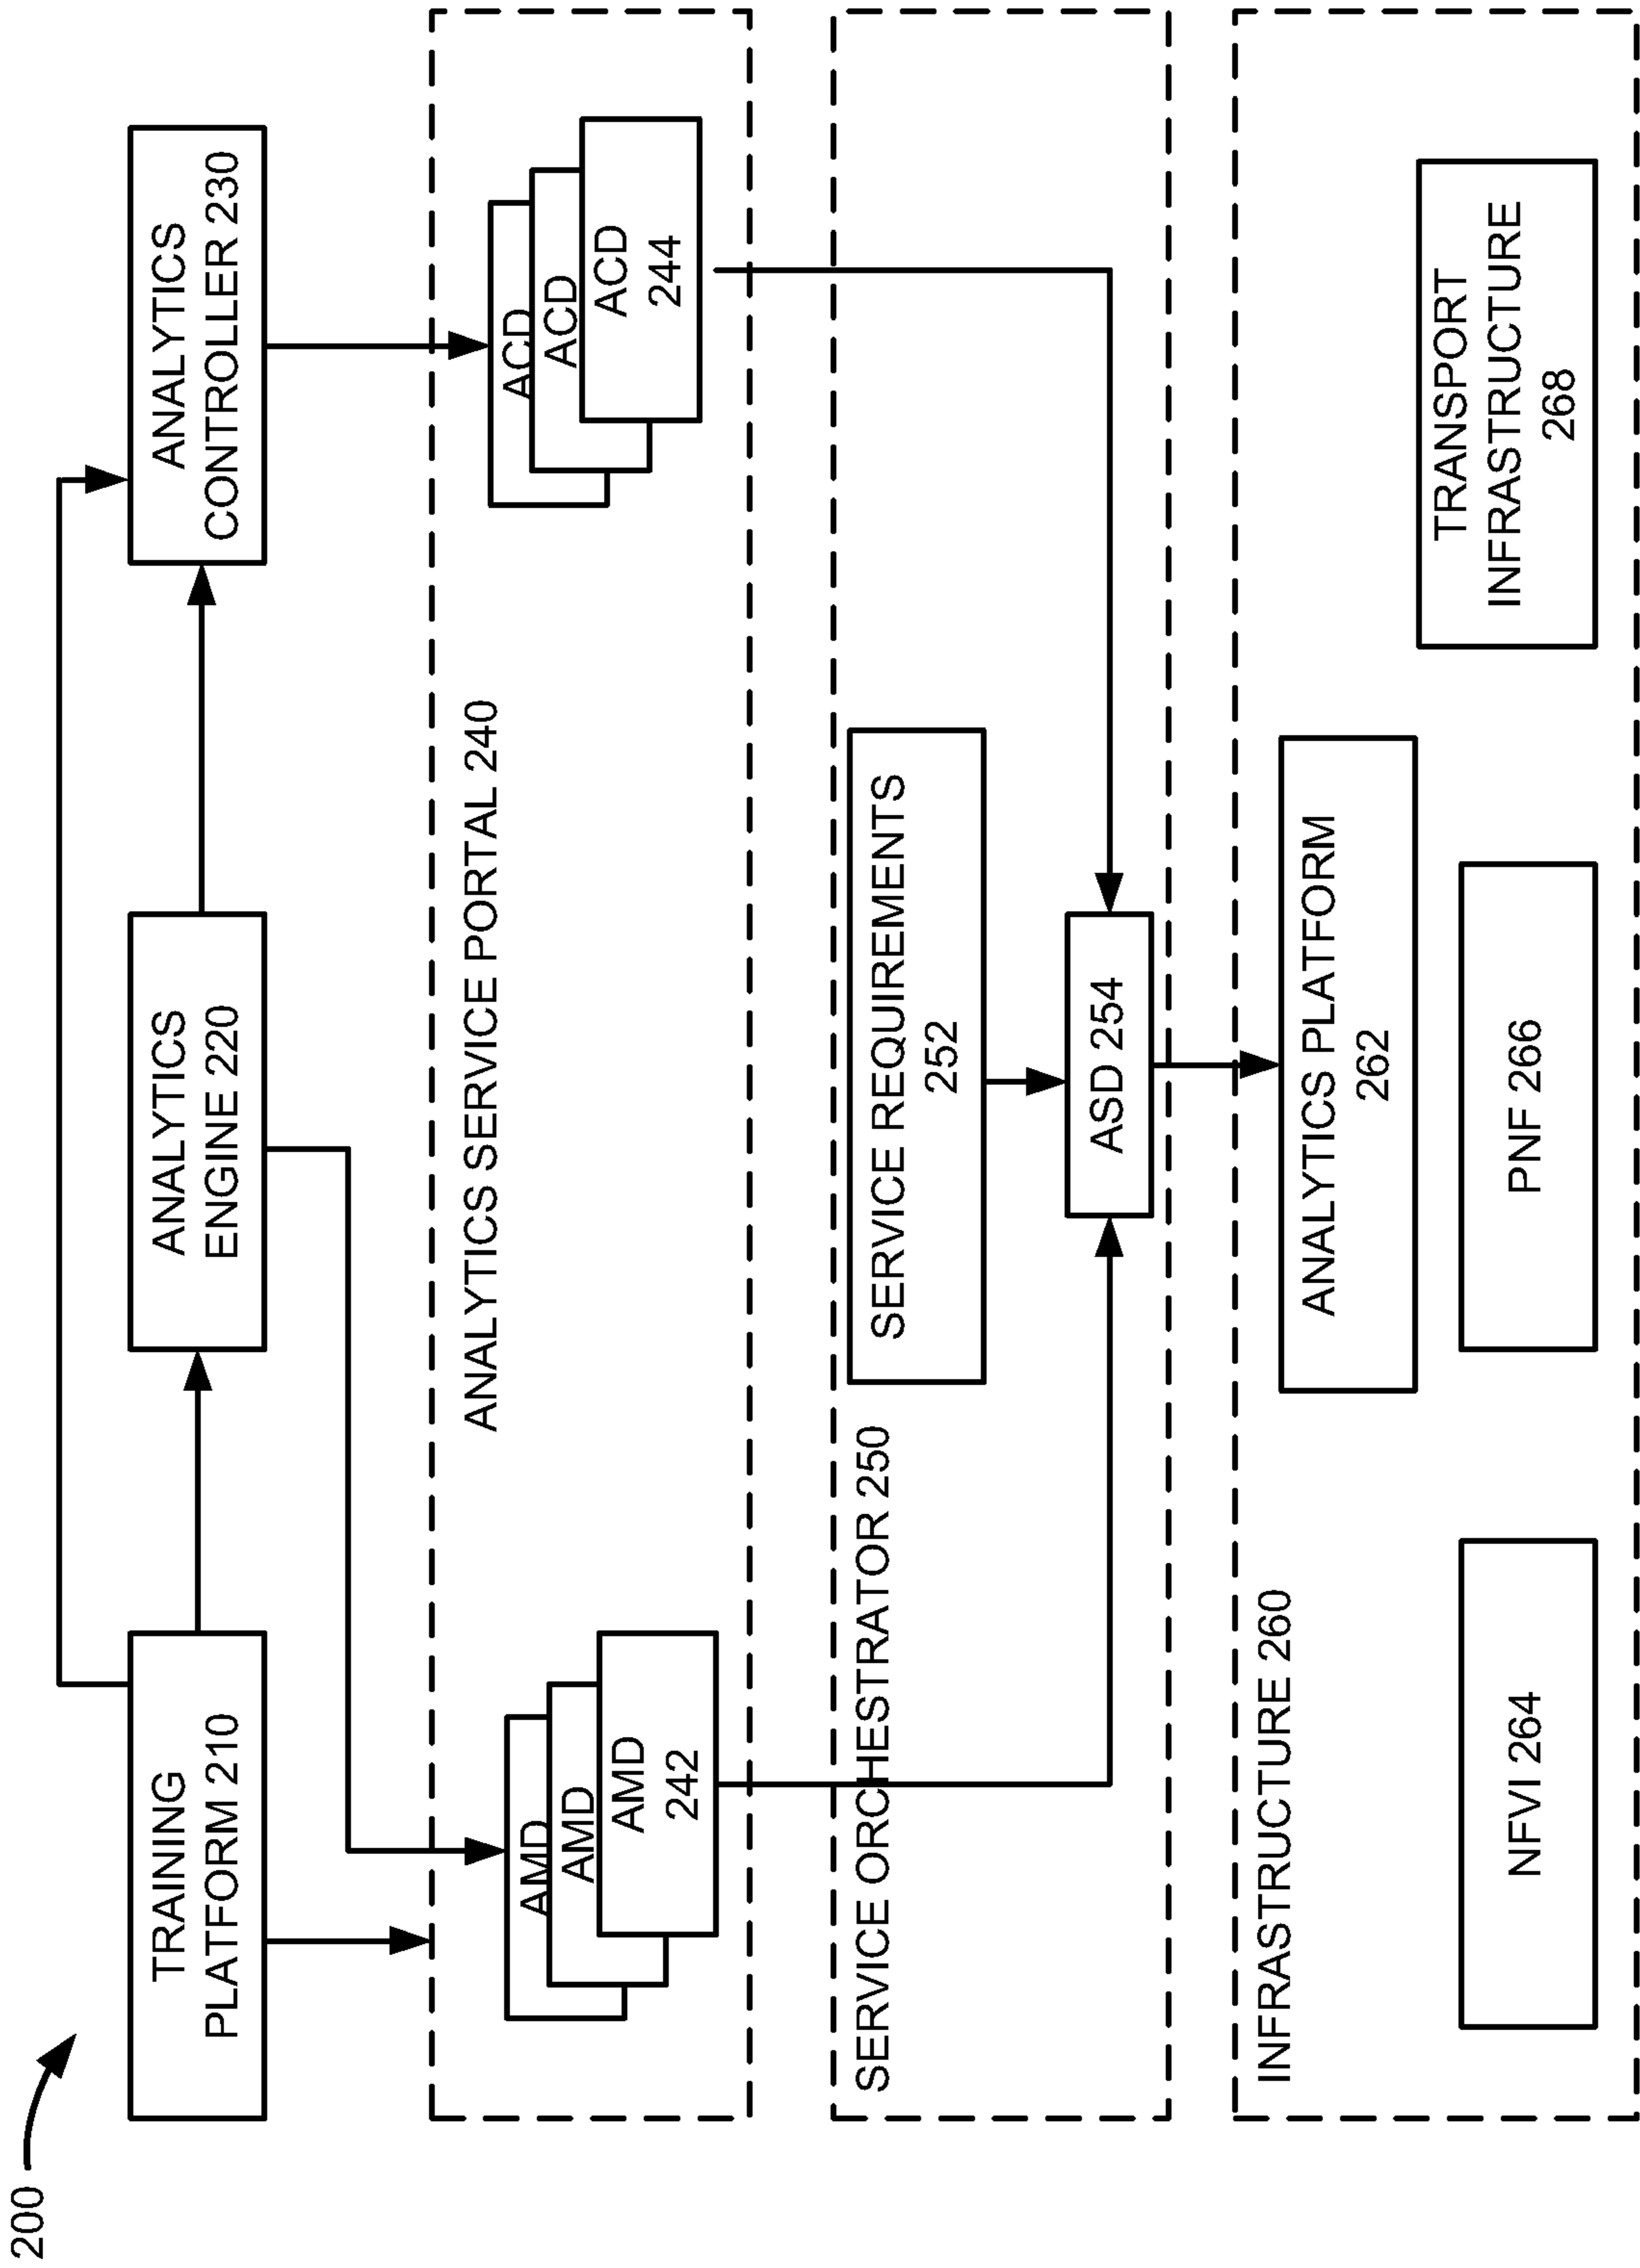 200
TRAINING
PLATFORM 210
ANALYTICS
ENGINE 220
ANALYTICS
CONTROLLER 230
ANALYTICS SERVICE PORTAL 240
AMD
AMD
AMD
242
ACD
ACD
ACD
244
SERVICE ORCHESTRATOR 250
SERVICE REQUIREMENTS
252
ASD 254
INFRASTRUCTURE 260
ANALYTICS PLATFORM
262
NFVI 264
PNF 266
TRANSPORT
INFRASTRUCTURE
268